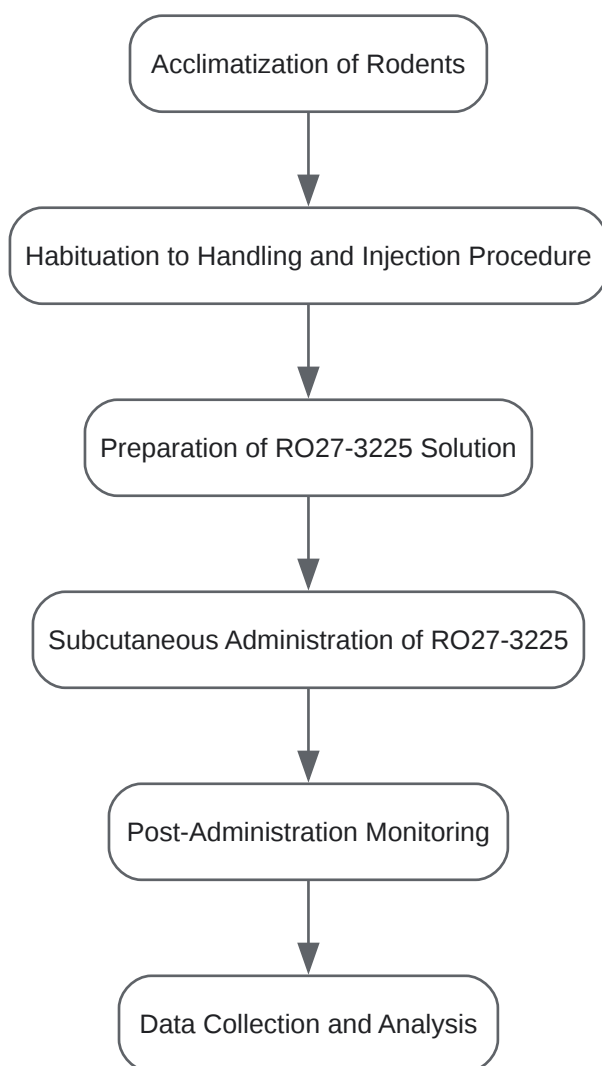 Acclimatization of Rodents
Habituation to Handling and Injection Procedure
Preparation of RO27-3225 Solution
Subcutaneous Administration of RO27-3225
Post-Administration Monitoring
Data Collection and Analysis